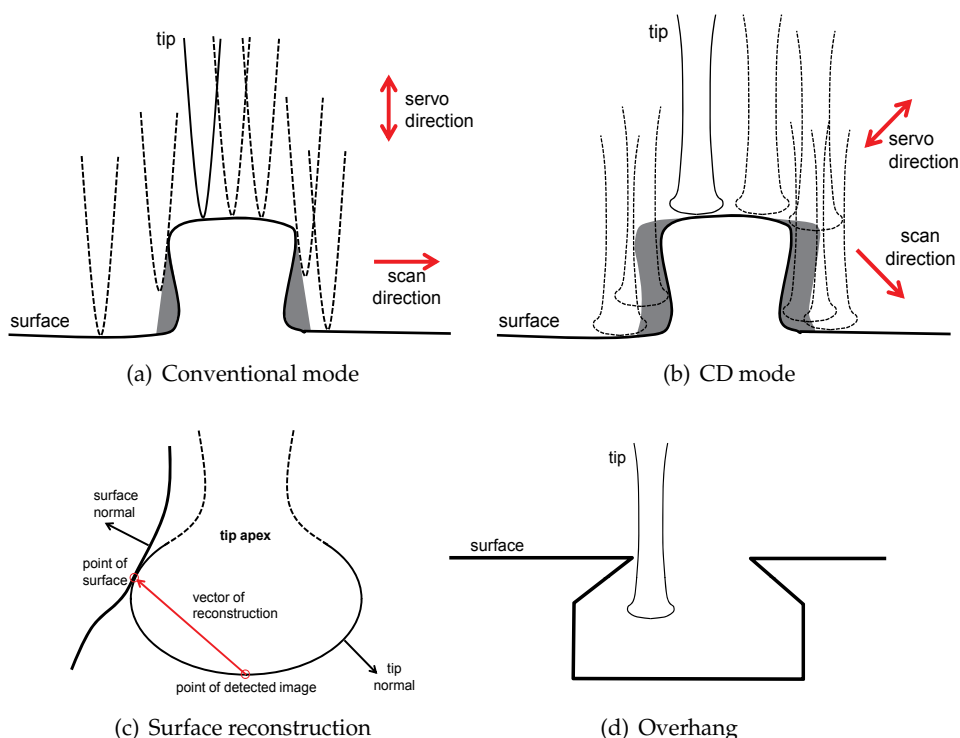 tip
servo
direction
scan
direction
surface
(a) Conventional mode
tip
servo
direction
scan
direction
surface
(b) CD mode
surface
normal
tip apex
point of
surface
vector of
reconstruction
tip
normal
point of detected image
(c) Surface reconstruction
tip
surface
(d) Overhang